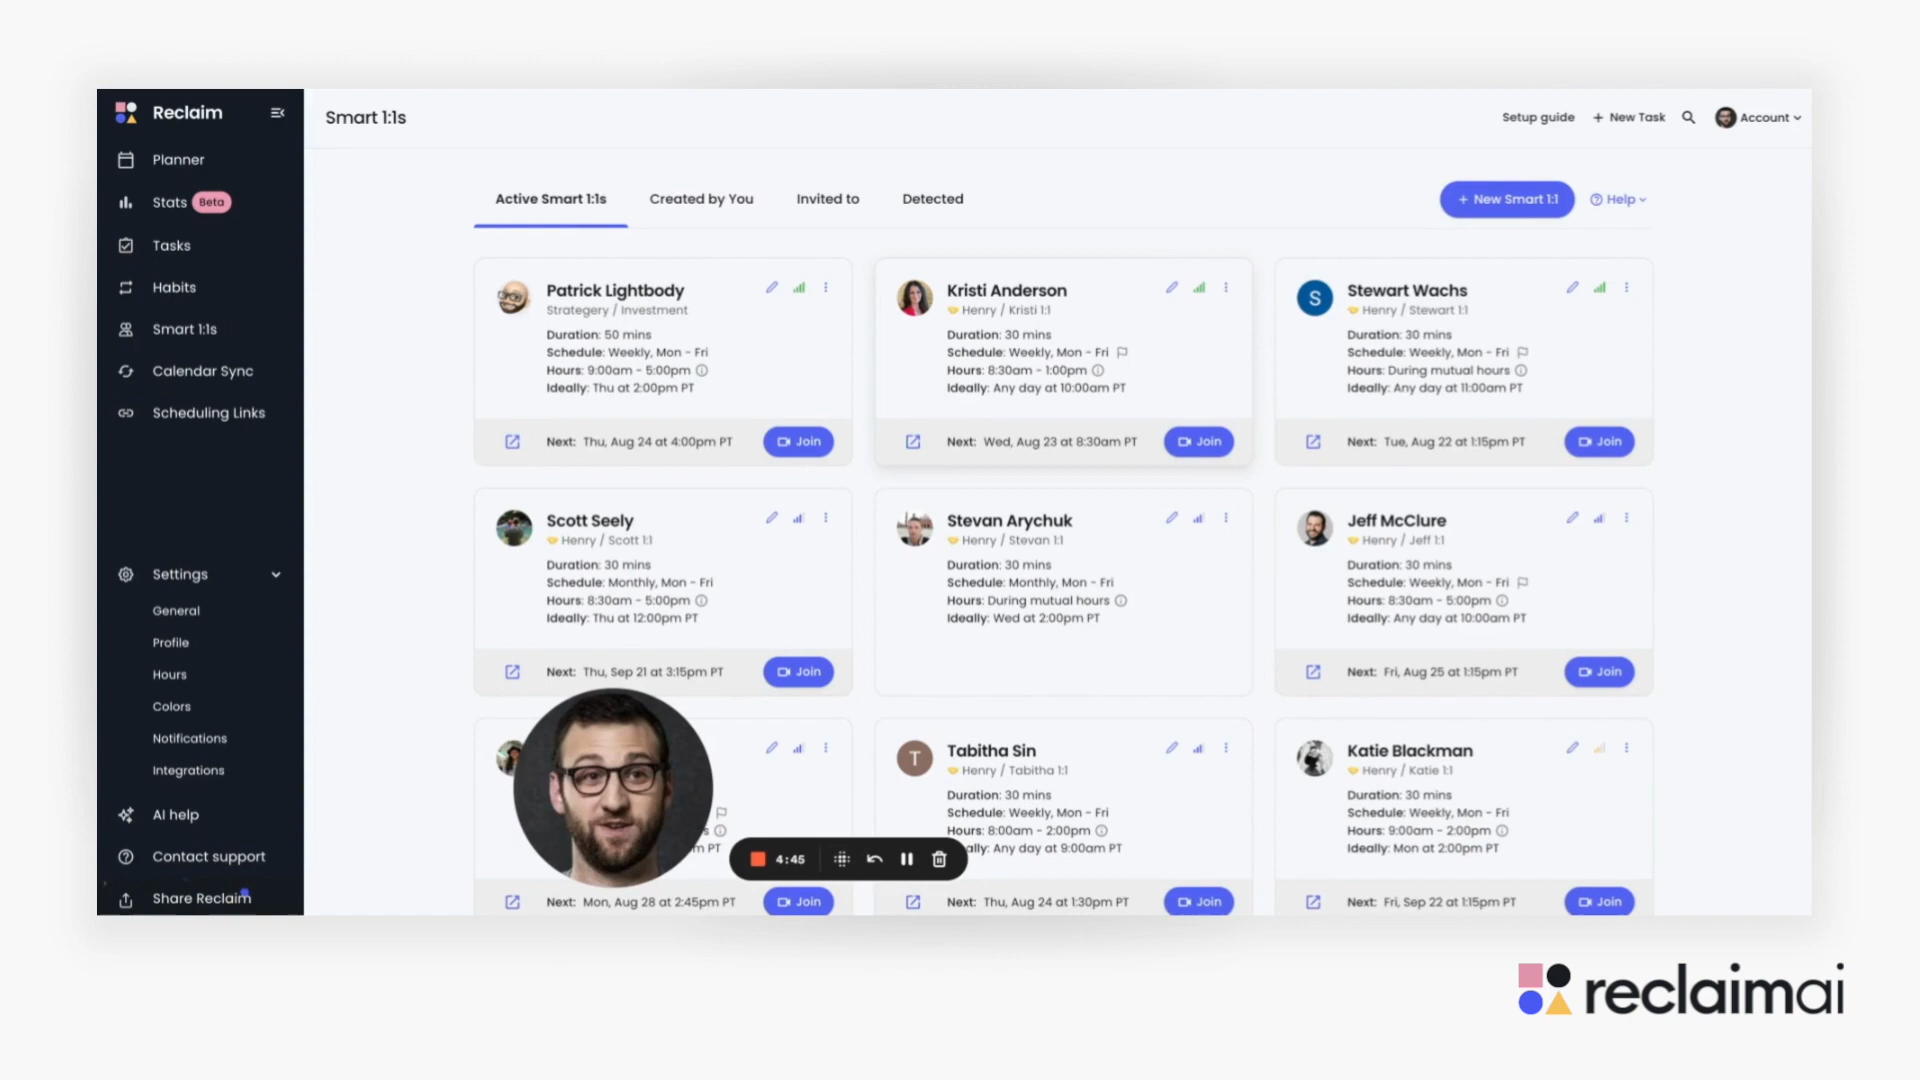 Reclaim
Planner
Stats Beta
Tasks
Habits
Smart 1:1s
Calendar Sync
Scheduling Links
Settings
General
Profile
Hours
Colors
Notifications
Integrations
AI help
Contact support
Share Reclaim
Smart 1:1s
Setup guide
+ New Task
Account
Active Smart 1:1s
Created by You
Invited to
Detected
+ New Smart 1:1
Help
Patrick Lightbody
Strategery / Investment
Duration: 50 mins
Schedule: Weekly, Mon - Fri
Hours: 9:00am - 5:00pm
Ideally: Thu at 2:00pm PT
Next: Thu, Aug 24 at 4:00pm PT
Join
Kristi Anderson
Henry / Kristi 1:1
Duration: 30 mins
Schedule: Weekly, Mon - Fri
Hours: 8:30am - 1:00pm
Ideally: Any day at 10:00am PT
Next: Wed, Aug 23 at 8:30am PT
Join
S
Stewart Wachs
Henry / Stewart 1:1
Duration: 30 mins
Schedule: Weekly, Mon - Fri
Hours: During mutual hours
Ideally: Any day at 11:00am PT
Next: Tue, Aug 22 at 1:15pm PT
Join
Scott Seely
Henry / Scott 1:1
Duration: 30 mins
Schedule: Monthly, Mon - Fri
Hours: 8:30am - 5:00pm
Ideally: Thu at 12:00pm PT
Next: Thu, Sep 21 at 3:15pm PT
Join
Stevan Arychuk
Henry / Stevan 1:1
Duration: 30 mins
Schedule: Monthly, Mon - Fri
Hours: During mutual hours
Ideally: Wed at 2:00pm PT
Jeff McClure
Henry / Jeff 1:1
Duration: 30 mins
Schedule: Weekly, Mon - Fri
Hours: 8:30am - 5:00pm
Ideally: Any day at 10:00am PT
Next: Fri, Aug 25 at 1:15pm PT
Join
s
m PT
4:45
Next: Mon, Aug 28 at 2:45pm PT
Join
T
Tabitha Sin
Henry / Tabitha 1:1
Duration: 30 mins
Schedule: Weekly, Mon - Fri
Hours: 8:00am - 2:00pm
ally: Any day at 9:00am PT
Next: Thu, Aug 24 at 1:30pm PT
Join
Katie Blackman
Henry / Katie 1:1
Duration: 30 mins
Schedule: Weekly, Mon - Fri
Hours: 9:00am - 2:00pm
Ideally: Mon at 2:00pm PT
Next: Fri, Sep 22 at 1:15pm PT
Join
reclaimai